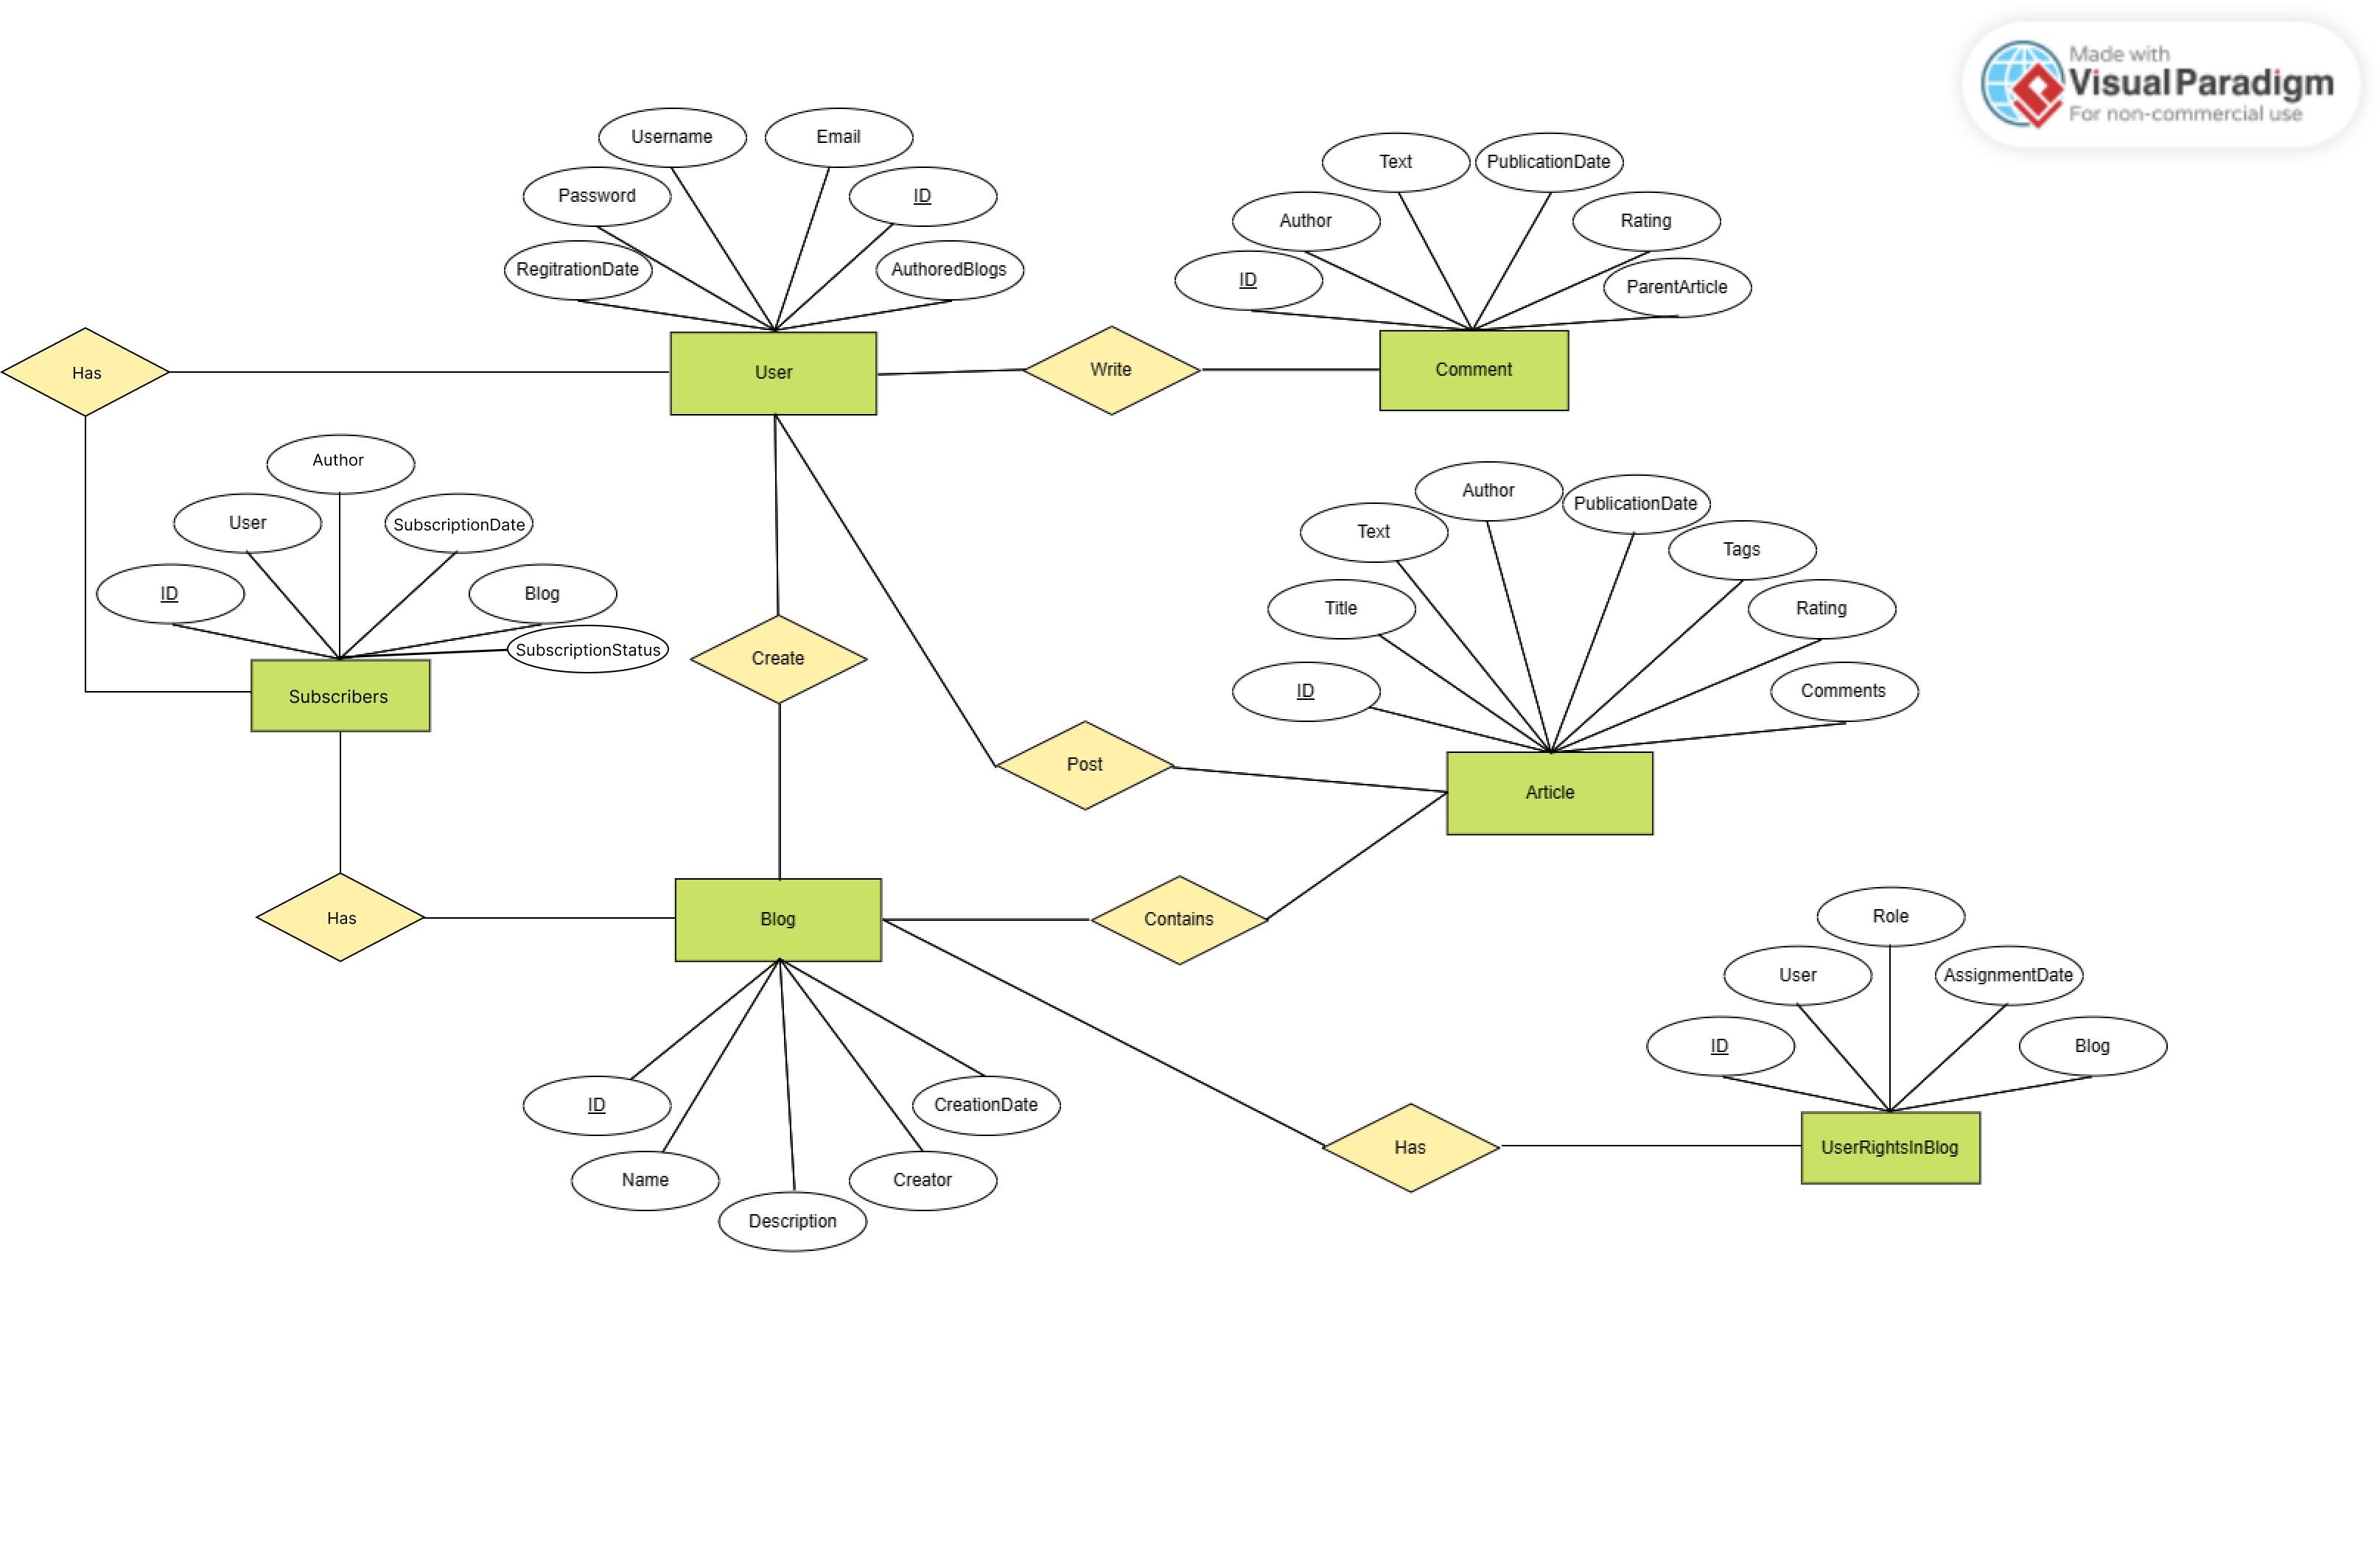 Made with
Visual Paradigm
For non-commercial use
Username
Email
Password
ID
RegitrationDate
AuthoredBlogs
Text
PublicationDate
Author
Rating
ID
ParentArticle
Has
User
Write
Comment
Author
User
SubscriptionDate
ID
Blog
SubscriptionStatus
Subscribers
Create
Author
PublicationDate
Text
Tags
Title
Rating
ID
Comments
Post
Article
Has
Blog
Contains
Role
User
AssignmentDate
ID
Blog
ID
CreationDate
Name
Creator
Description
Has
UserRightsInBlog